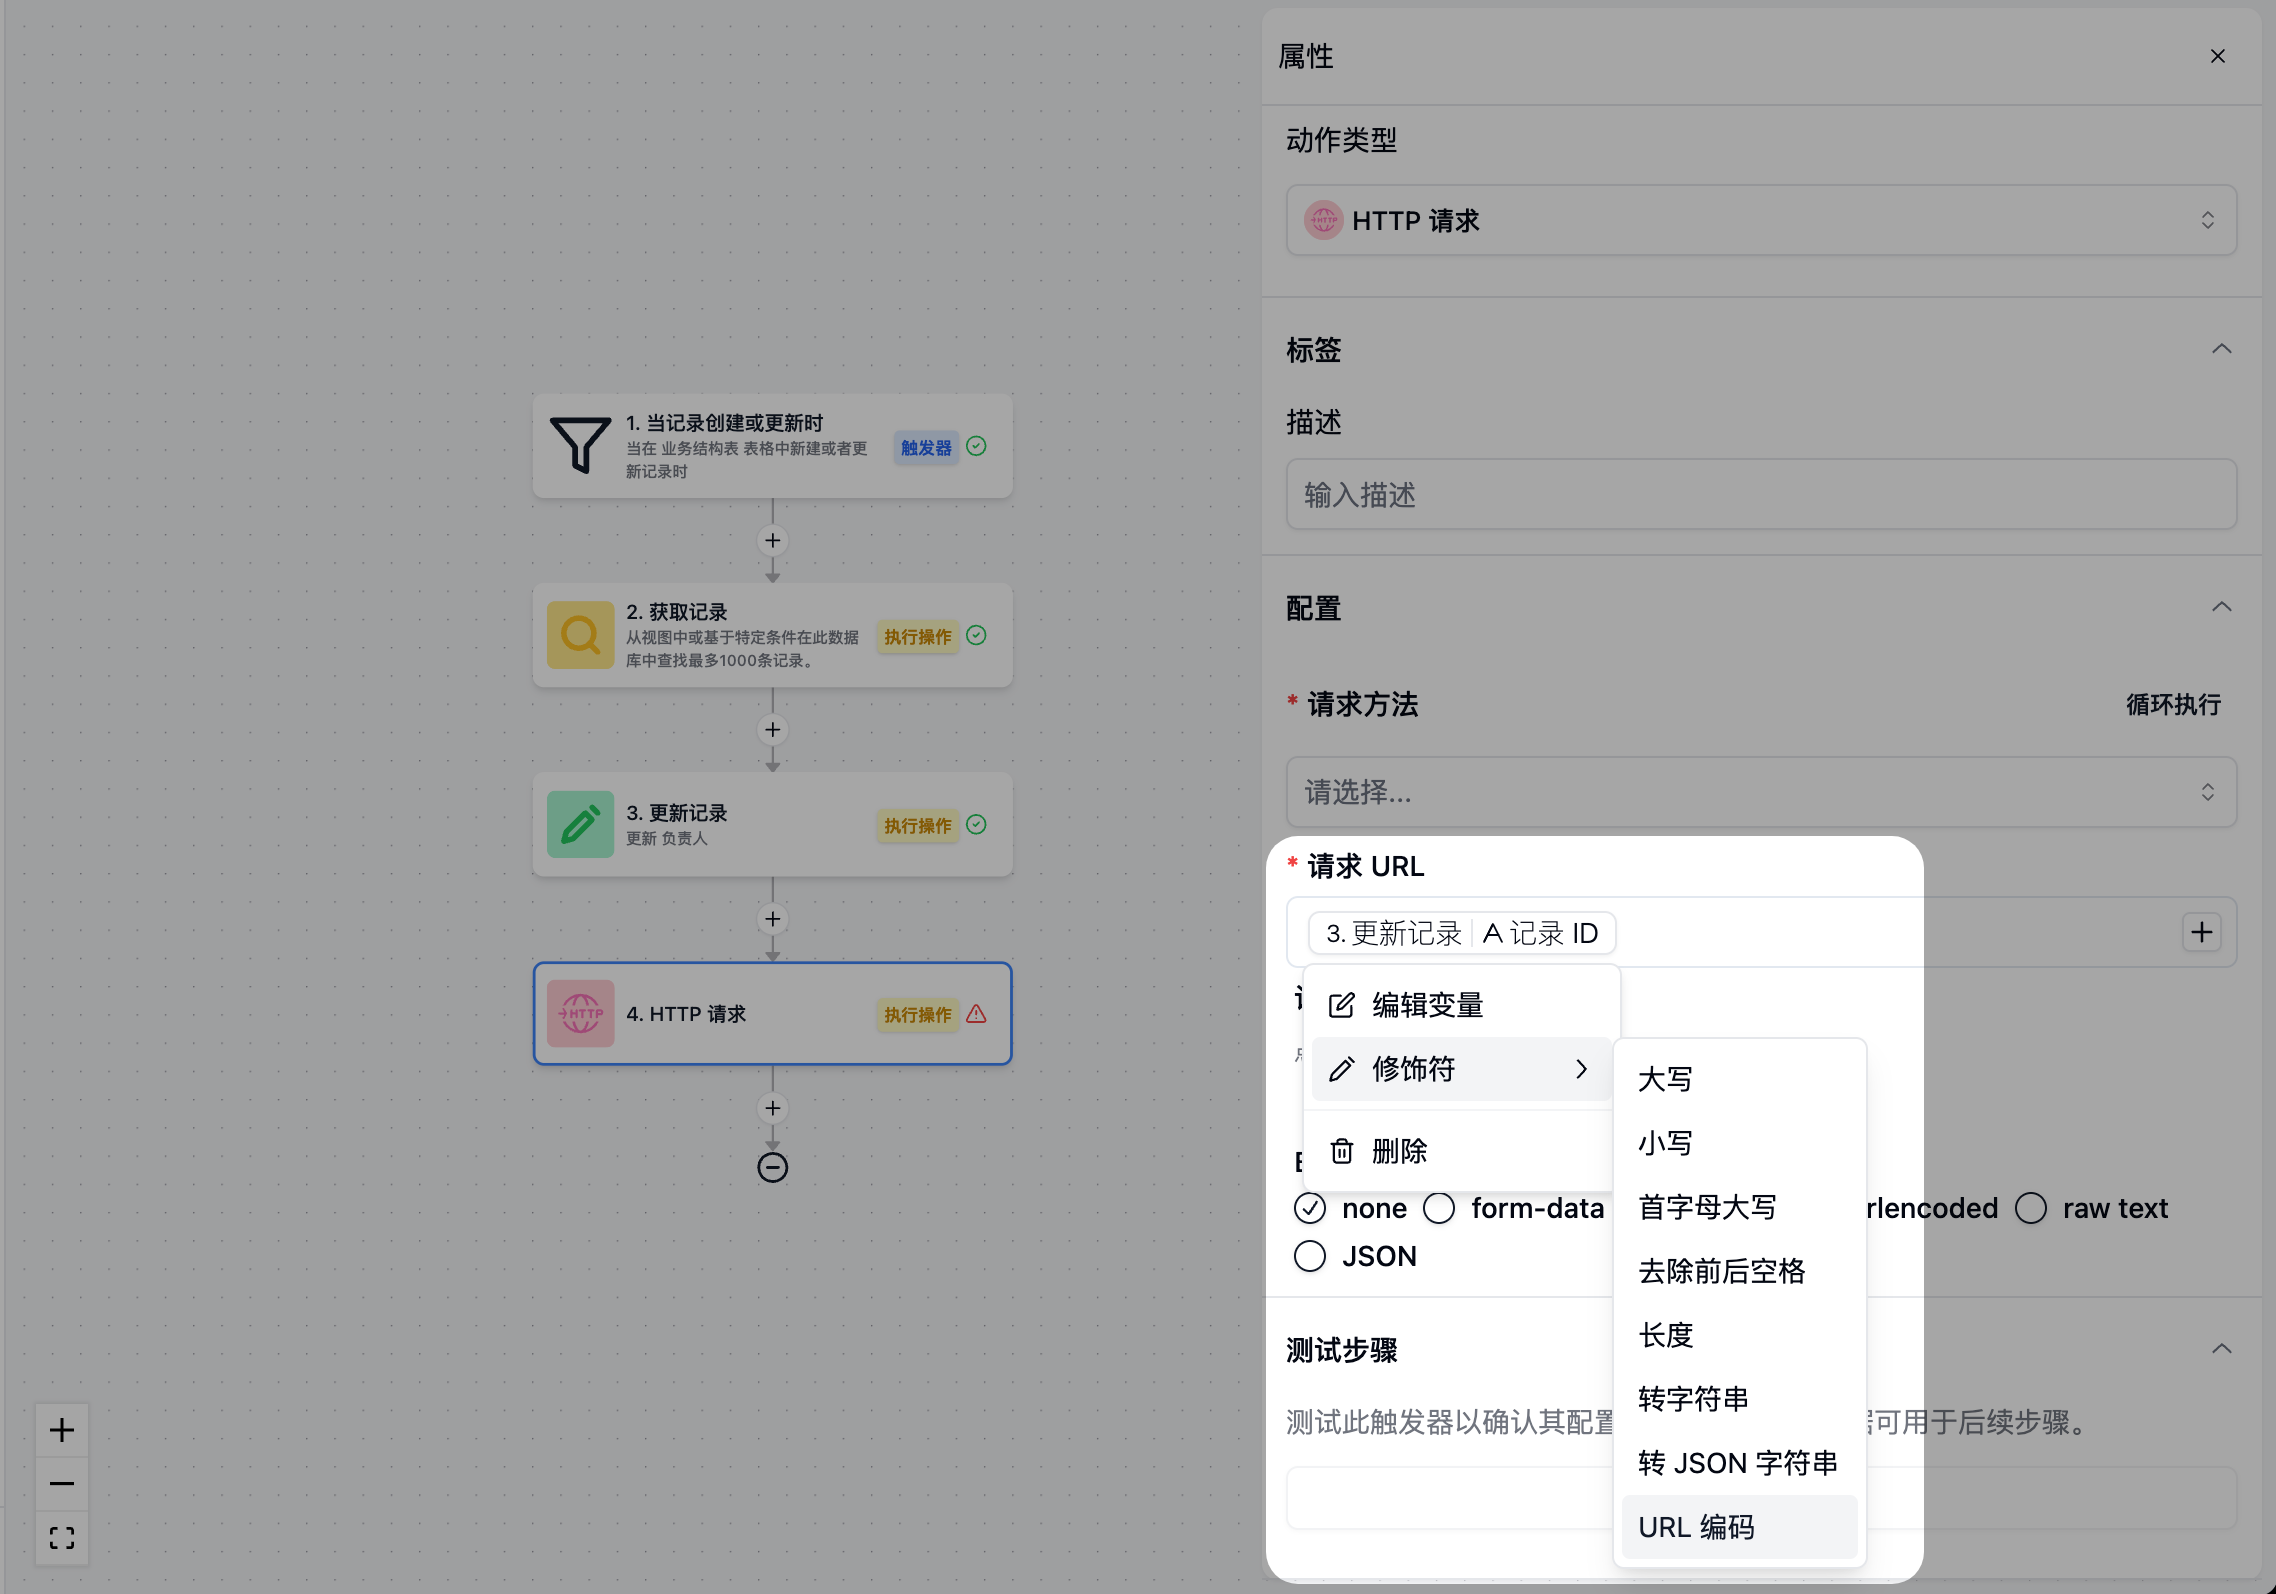 属性
动作类型
HTTP 请求
标签
描述
输入描述
配置
* 请求方法
循环执行
请选择...
* 请求 URL
3. 更新记录 A 记录 ID
编辑变量
修饰符
删除
大写
小写
首字母大写
去除前后空格
长度
转字符串
转 JSON 字符串
URL 编码
none
form-data
rlencoded
raw text
JSON
测试步骤
测试此触发器以确认其配置
可用于后续步骤。
1. 当记录创建或更新时
当在 业务结构表 表格中新建或者更
新记录时
触发器
2. 获取记录
从视图中或基于特定条件在此数据
库中查找最多1000条记录。
执行操作
3. 更新记录
更新 负责人
执行操作
HTTP
4. HTTP 请求
执行操作